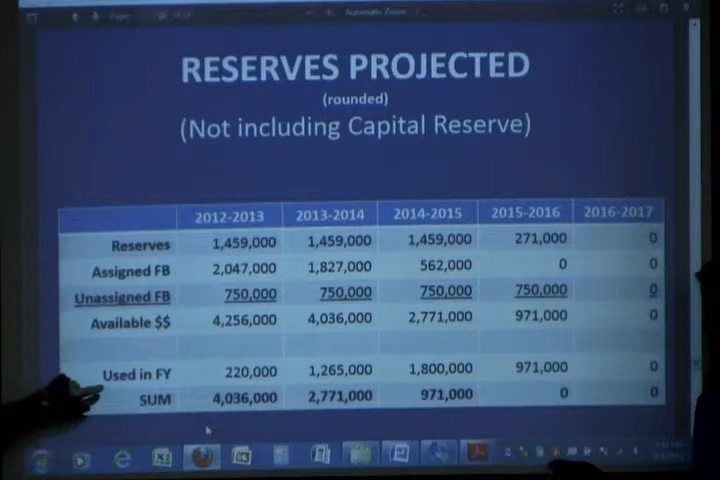 Automatic Zoom
RESERVES PROJECTED
(rounded)
(Not including Capital Reserve)
2012-2013 2013-2014 2014-2015 2015-2016 2016-2017
Reserves 1,459,000 1,459,000 1,459,000 271,000 0
Assigned FB 2,047,000 1,827,000 562,000 0 0
Unassigned FB 750,000 750,000 750,000 750,000 0
Available $$ 4,256,000 4,036,000 2,771,000 971,000 0
Used in FY 220,000 1,265,000 1,800,000 971,000 0
SUM 4,036,000 2,771,000 971,000 0 0